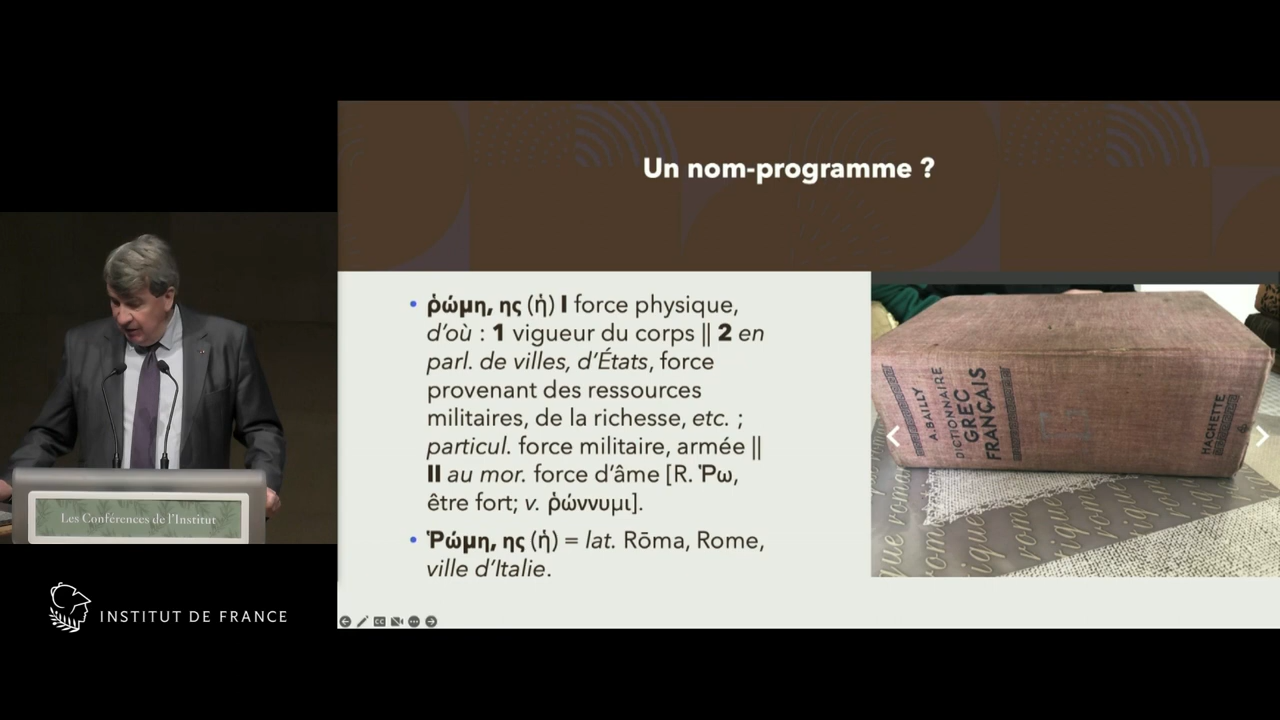 Un nom-programme ?
• ῥώμη, ης (ἡ) I force physique,
d'où : 1 vigueur du corps || 2 en
parl. de villes, d'États, force
provenant des ressources
militaires, de la richesse, etc. ;
particul. force militaire, armée ||
II au mor. force d'âme [R. Ῥω,
être fort; v. ῥώννυμι].
• Ῥώμη, ης (ἡ) = lat. Rōma, Rome,
ville d'Italie.
A. BAILLY
DICTIONNAIRE
GREC
FRANÇAIS
HACHETTE
Les Conférences de l'Institut
INSTITUT DE FRANCE